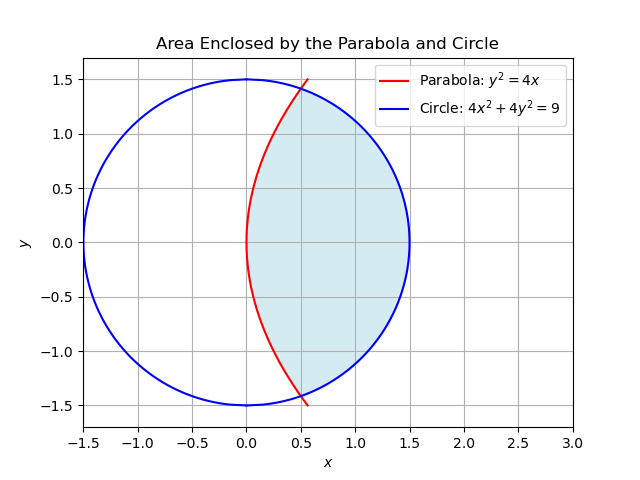 Area Enclosed by the Parabola and Circle
Parabola: $y^2 = 4x$
Circle: $4x^2 + 4y^2 = 9$
y
1.5
1.0
0.5
0.0
−0.5
−1.0
−1.5
−1.5 −1.0 −0.5 0.0 0.5 1.0 1.5 2.0 2.5 3.0
x